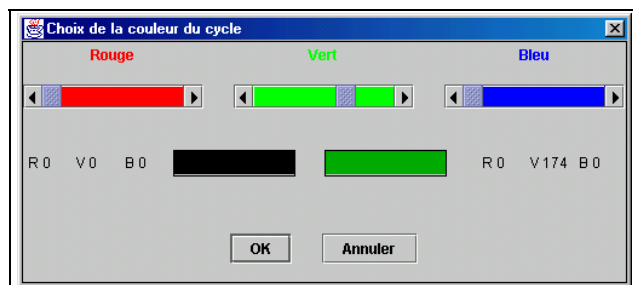 Choix de la couleur du cycle
Rouge Vert Bleu
R 0 V 0 B 0 R 0 V 174 B 0
OK Annuler